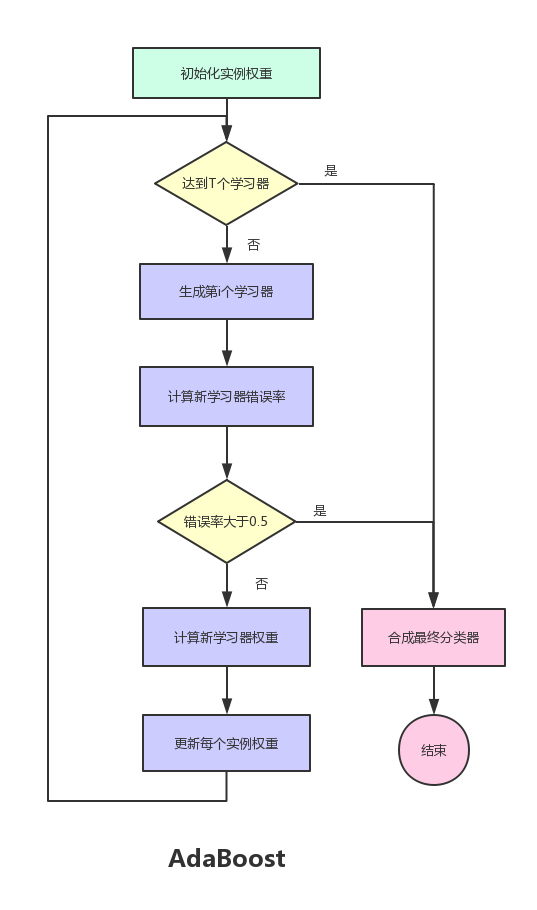 初始化实例权重
达到T个学习器
是
否
生成第i个学习器
计算新学习器错误率
错误率大于0.5
是
否
计算新学习器权重
合成最终分类器
更新每个实例权重
结束
AdaBoost